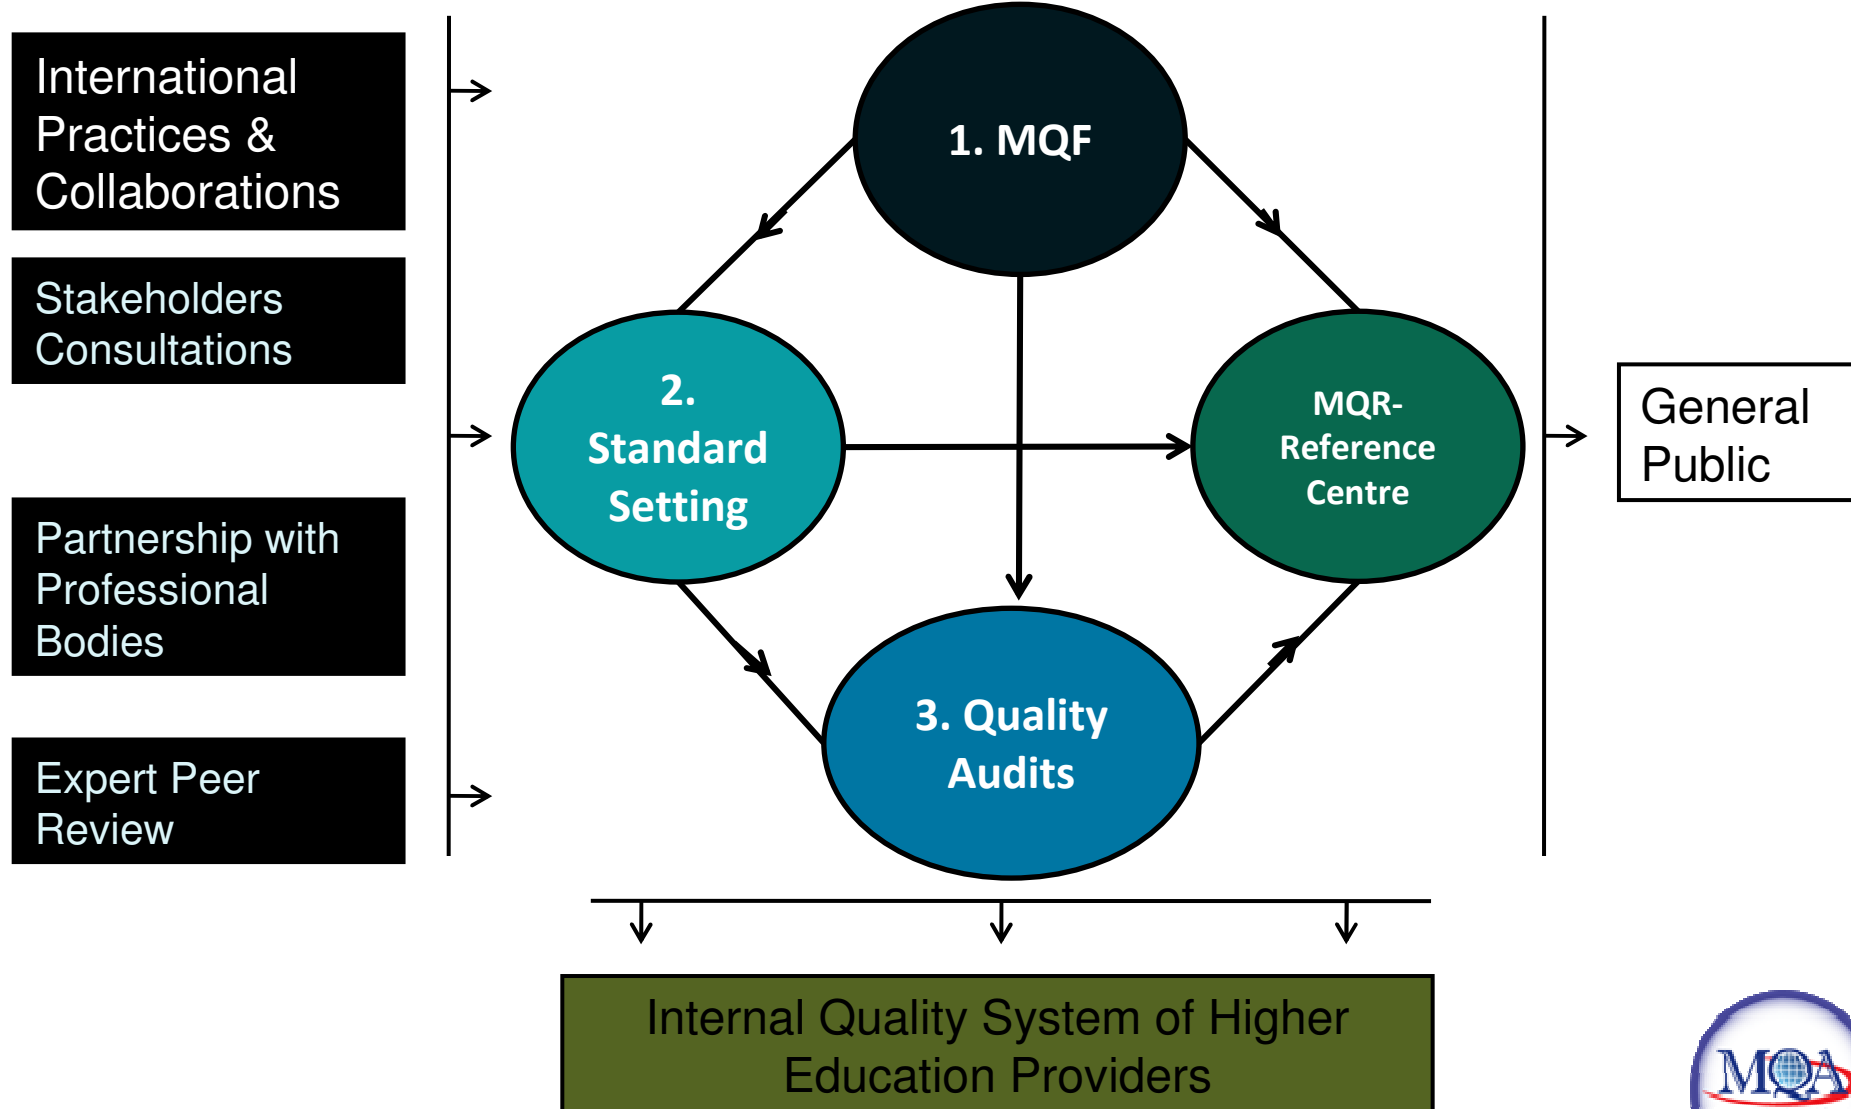 International
Practices &
Collaborations
Stakeholders
Consultations
Partnership with
Professional
Bodies
Expert Peer
Review
1. MQF
2.
Standard
Setting
MQR-
Reference
Centre
3. Quality
Audits
General
Public
Internal Quality System of Higher
Education Providers
MQA